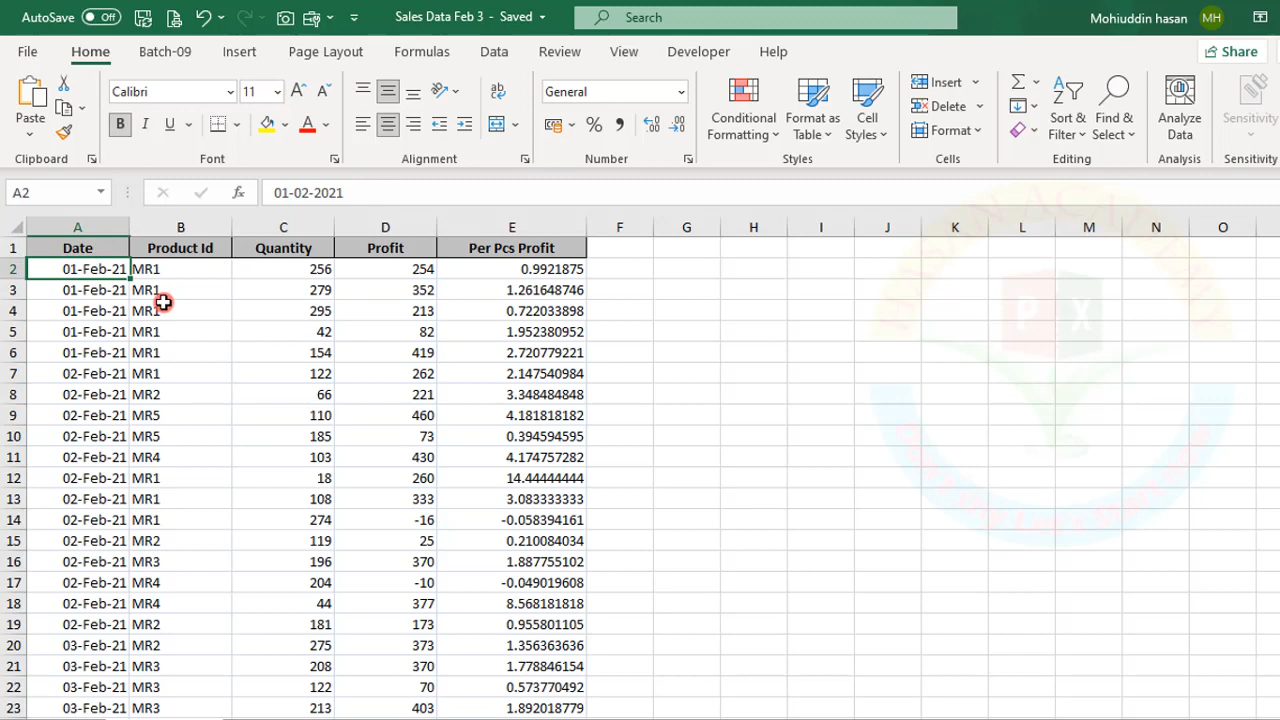 AutoSave Off
Sales Data Feb 3 - Saved
Search
Mohiuddin hasan MH
File Home Batch-09 Insert Page Layout Formulas Data Review View Developer Help Share
Paste
Calibri 11
General
Conditional Formatting
Format as Table
Cell Styles
Insert
Delete
Format
Sort & Filter
Find & Select
Analyze Data
Sensitivity
Clipboard Font Alignment Number Styles Cells Editing Analysis Sensitivity
A2 fx 01-02-2021
A B C D E F G H I J K L M N O
1 Date Product Id Quantity Profit Per Pcs Profit
2 01-Feb-21 MR1 256 254 0.9921875
3 01-Feb-21 MR1 279 352 1.261648746
4 01-Feb-21 MR1 295 213 0.722033898
5 01-Feb-21 MR1 42 82 1.952380952
6 01-Feb-21 MR1 154 419 2.720779221
7 02-Feb-21 MR1 122 262 2.147540984
8 02-Feb-21 MR2 66 221 3.348484848
9 02-Feb-21 MR5 110 460 4.181818182
10 02-Feb-21 MR5 185 73 0.394594595
11 02-Feb-21 MR4 103 430 4.174757282
12 02-Feb-21 MR1 18 260 14.44444444
13 02-Feb-21 MR1 108 333 3.083333333
14 02-Feb-21 MR1 274 -16 -0.058394161
15 02-Feb-21 MR2 119 25 0.210084034
16 02-Feb-21 MR3 196 370 1.887755102
17 02-Feb-21 MR4 204 -10 -0.049019608
18 02-Feb-21 MR4 44 377 8.568181818
19 02-Feb-21 MR2 181 173 0.955801105
20 03-Feb-21 MR2 275 373 1.356363636
21 03-Feb-21 MR3 208 370 1.778846154
22 03-Feb-21 MR3 122 70 0.573770492
23 03-Feb-21 MR3 213 403 1.892018779